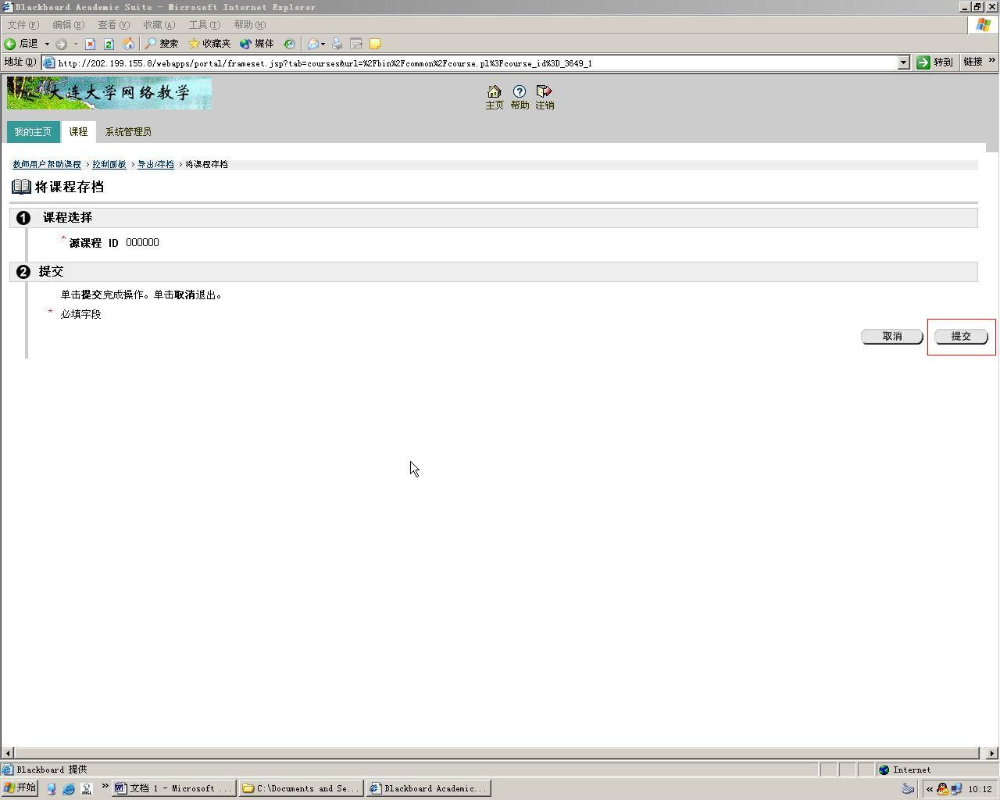 Blackboard Academic Suite - Microsoft Internet Explorer
文件(F) 编辑(E) 查看(V) 收藏(A) 工具(T) 帮助(H)
后退 搜索 收藏夹 媒体
地址(D) http://202.199.155.8/webapps/portal/frameset.jsp?tab=courses&url=%2Fbin%2Fcommon%2Fcourse.pl%3Fcourse_id%3D_3649_1 转到 链接 »
大连大学网络教学
主页 帮助 注销
我的主页 课程 系统管理员
教师用户帮助课程 > 控制面板 > 导出/存档 > 将课程存档
将课程存档
1 课程选择
* 源课程 ID 000000
2 提交
单击提交完成操作。单击取消退出。
* 必填字段
取消 提交
Blackboard 提供 Internet
开始 » 文档 1 - Microsoft ... C:\Documents and Se... Blackboard Academic... « 10:12